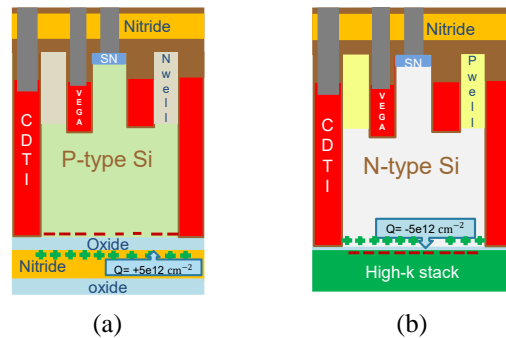 Nitride
SN
Nwell
VEGA
CDTI
P-type Si
Oxide
Nitride
Q= +5e12 cm⁻²
oxide
(a)
Nitride
SN
Pwell
VEGA
CDTI
N-type Si
Q= -5e12 cm⁻²
High-k stack
(b)